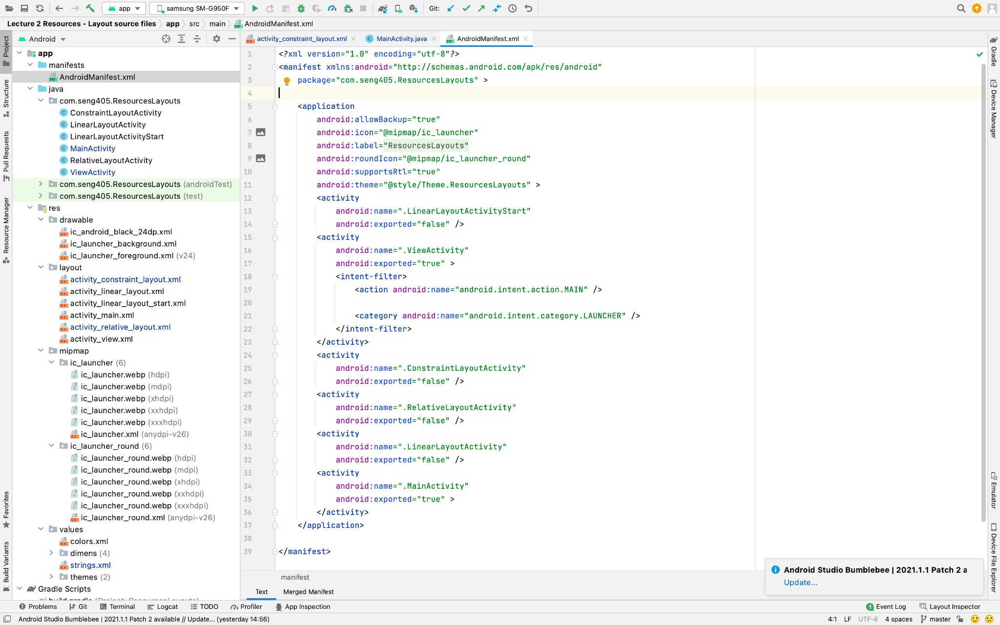 app
samsung SM-G950F
Git:
Lecture 2 Resources - Layout source files
app
src
main
AndroidManifest.xml
Project
Structure
Pull Requests
Resource Manager
Favorites
Build Variants
Android
app
manifests
AndroidManifest.xml
java
com.seng405.ResourcesLayouts
ConstraintLayoutActivity
LinearLayoutActivity
LinearLayoutActivityStart
MainActivity
RelativeLayoutActivity
ViewActivity
com.seng405.ResourcesLayouts (androidTest)
com.seng405.ResourcesLayouts (test)
res
drawable
ic_android_black_24dp.xml
ic_launcher_background.xml
ic_launcher_foreground.xml (v24)
layout
activity_constraint_layout.xml
activity_linear_layout.xml
activity_linear_layout_start.xml
activity_main.xml
activity_relative_layout.xml
activity_view.xml
mipmap
ic_launcher (6)
ic_launcher.webp (hdpi)
ic_launcher.webp (mdpi)
ic_launcher.webp (xhdpi)
ic_launcher.webp (xxhdpi)
ic_launcher.webp (xxxhdpi)
ic_launcher.xml (anydpi-v26)
ic_launcher_round (6)
ic_launcher_round.webp (hdpi)
ic_launcher_round.webp (mdpi)
ic_launcher_round.webp (xhdpi)
ic_launcher_round.webp (xxhdpi)
ic_launcher_round.webp (xxxhdpi)
ic_launcher_round.xml (anydpi-v26)
values
colors.xml
dimens (4)
strings.xml
themes (2)
Gradle Scripts
activity_constraint_layout.xml
MainActivity.java
AndroidManifest.xml
1 <?xml version="1.0" encoding="utf-8"?>
2 <manifest xmlns:android="http://schemas.android.com/apk/res/android"
3 package="com.seng405.ResourcesLayouts" >
4
5 <application
6 android:allowBackup="true"
7 android:icon="@mipmap/ic_launcher"
8 android:label="ResourcesLayouts"
9 android:roundIcon="@mipmap/ic_launcher_round"
10 android:supportsRtl="true"
11 android:theme="@style/Theme.ResourcesLayouts" >
12 <activity
13 android:name=".LinearLayoutActivityStart"
14 android:exported="false" />
15 <activity
16 android:name=".ViewActivity"
17 android:exported="true" >
18 <intent-filter>
19 <action android:name="android.intent.action.MAIN" />
20
21 <category android:name="android.intent.category.LAUNCHER" />
22 </intent-filter>
23 </activity>
24 <activity
25 android:name=".ConstraintLayoutActivity"
26 android:exported="false" />
27 <activity
28 android:name=".RelativeLayoutActivity"
29 android:exported="false" />
30 <activity
31 android:name=".LinearLayoutActivity"
32 android:exported="false" />
33 <activity
34 android:name=".MainActivity"
35 android:exported="true" >
36 </activity>
37 </application>
38
39 </manifest>
manifest
Text
Merged Manifest
Gradle
Device Manager
Emulator
Device File Explorer
Android Studio Bumblebee | 2021.1.1 Patch 2 a
Update...
Problems
Git
Terminal
Logcat
TODO
Profiler
App Inspection
1 Event Log
Layout Inspector
Android Studio Bumblebee | 2021.1.1 Patch 2 available // Update... (yesterday 14:56)
4:1
LF
UTF-8
4 spaces
master